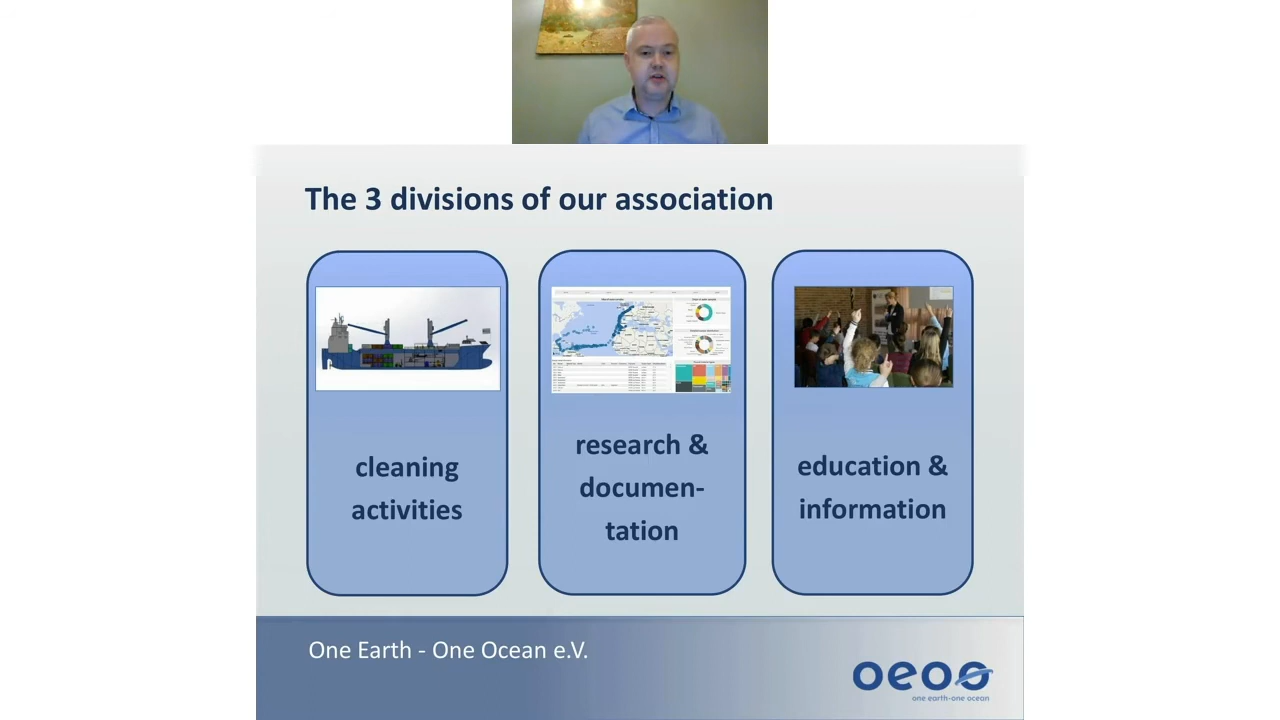 The 3 divisions of our association
cleaning
activities
research &
documen-
tation
education &
information
One Earth - One Ocean e.V.
oeoo
one earth-one ocean